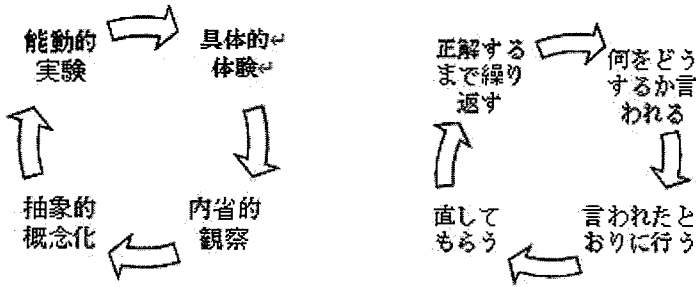 能動的
実験
具体的↵
体験↵
内省的
観察
抽象的
概念化
正解する
まで繰り
返す
何をどう
するか言
われる
言われたと
おりに行う
直して
もらう